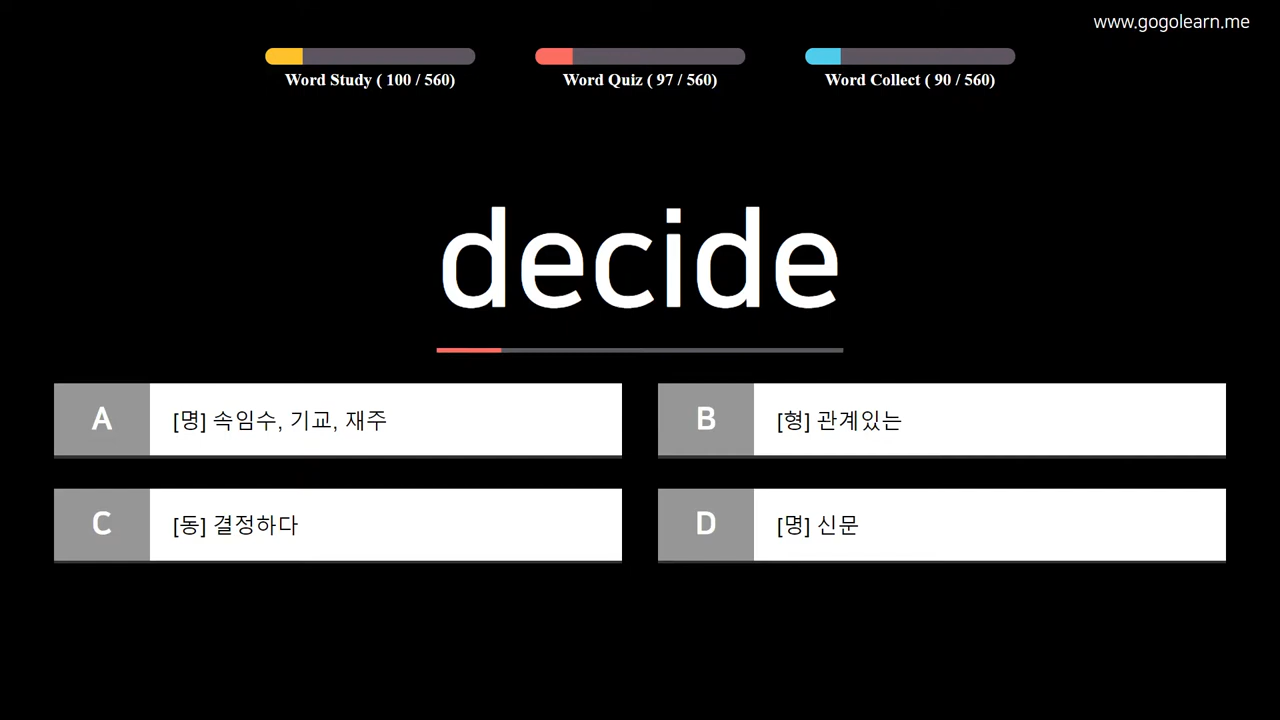 www.gogolearn.me
Word Study ( 100 / 560)
Word Quiz ( 97 / 560)
Word Collect ( 90 / 560)
decide
A
[명] 속임수, 기교, 재주
B
[형] 관계있는
C
[동] 결정하다
D
[명] 신문